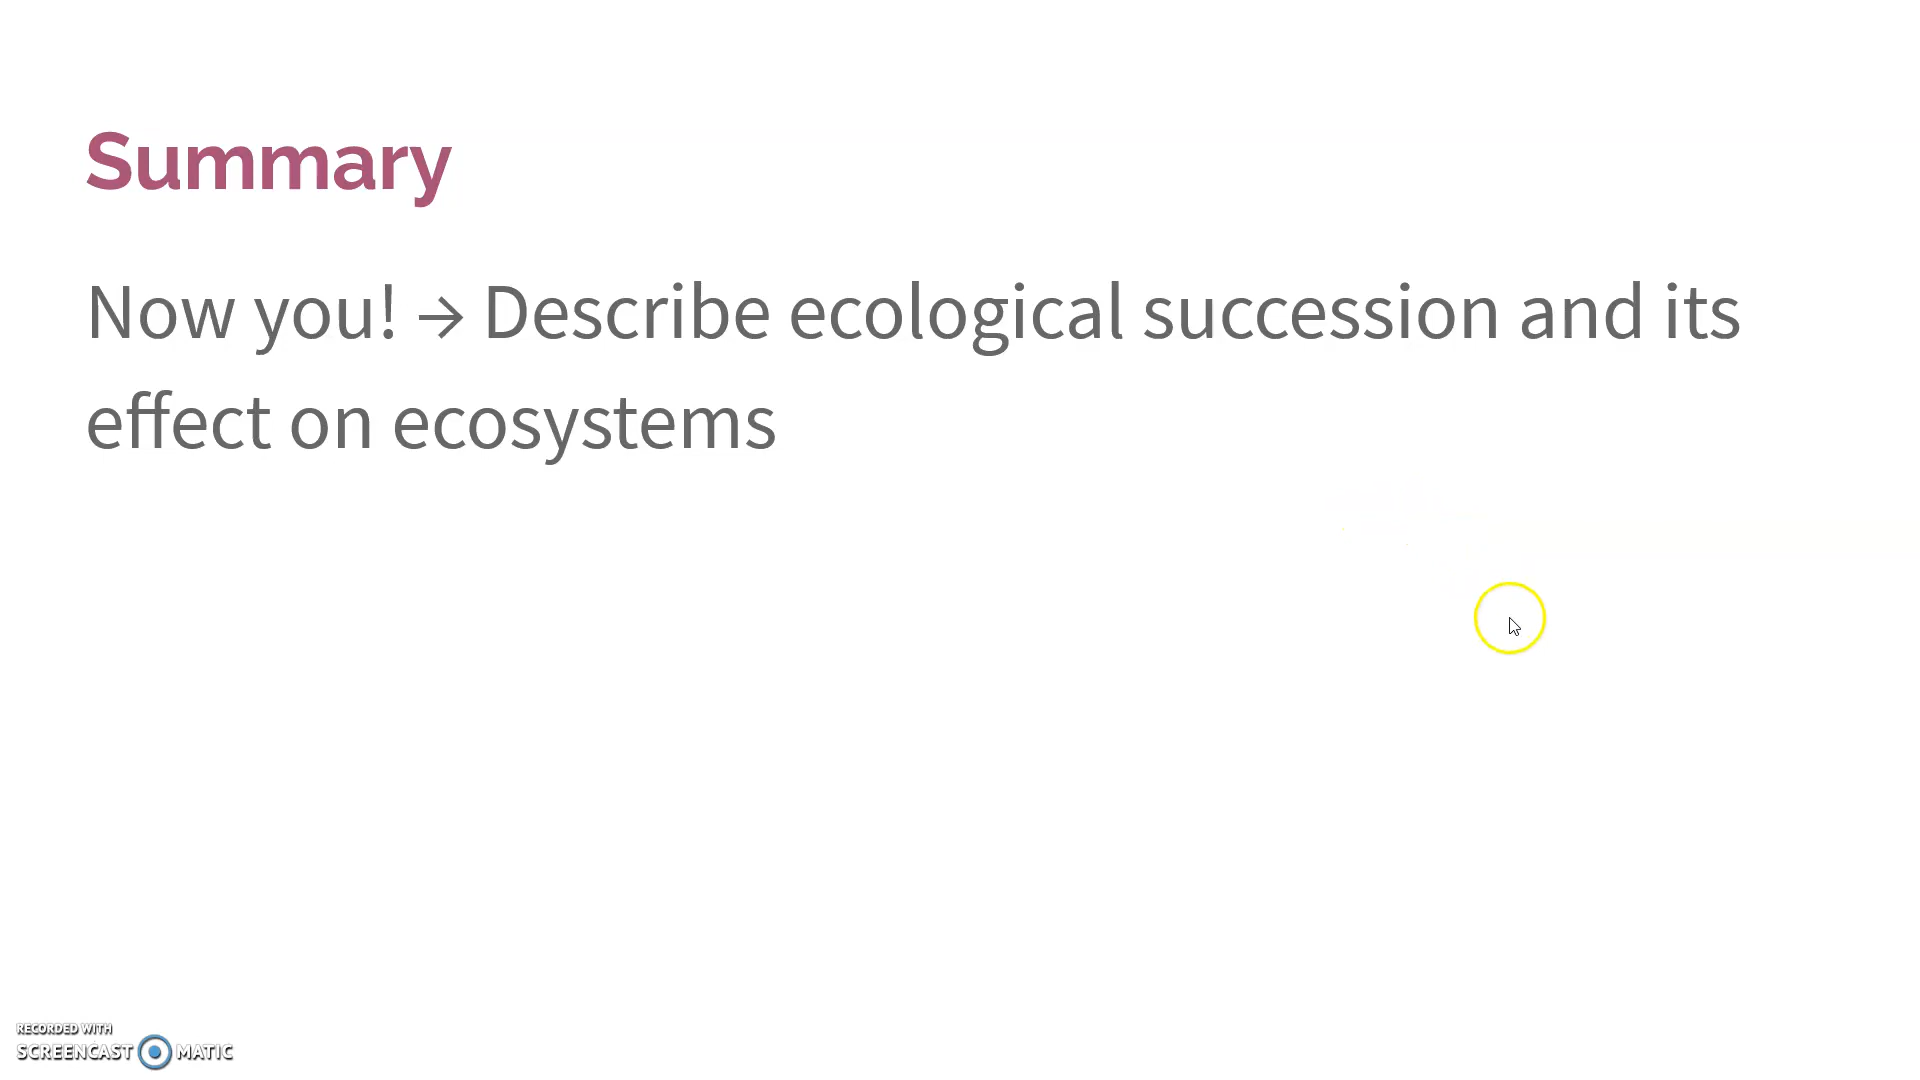 Summary
Now you! → Describe ecological succession and its
effect on ecosystems
RECORDED WITH
SCREENCAST MATIC